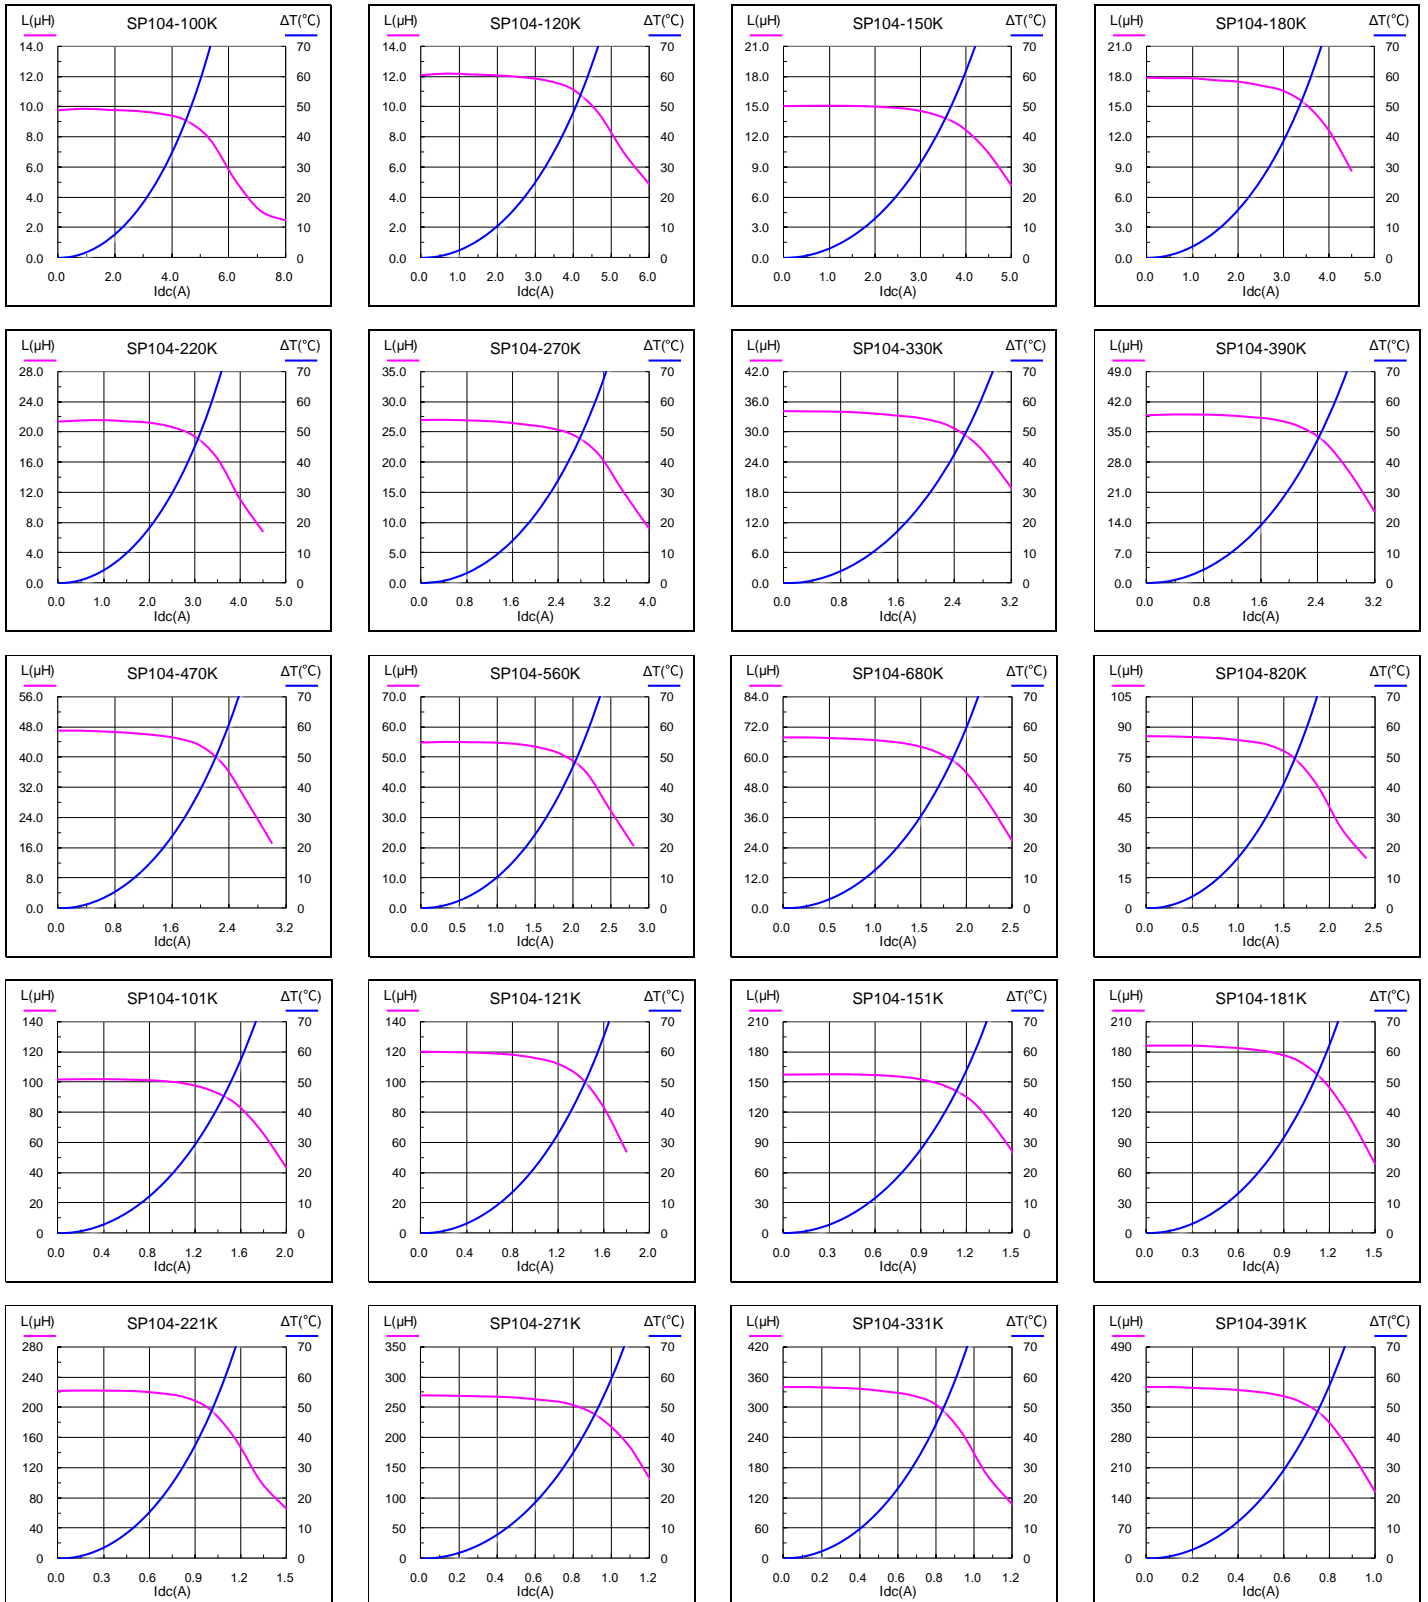 L(μH) SP104-100K ΔT(℃)
14.0 70
12.0 60
10.0 50
8.0 40
6.0 30
4.0 20
2.0 10
0.0 0
0.0 2.0 4.0 6.0 8.0
Idc(A)
L(μH) SP104-120K ΔT(℃)
14.0 70
12.0 60
10.0 50
8.0 40
6.0 30
4.0 20
2.0 10
0.0 0
0.0 1.0 2.0 3.0 4.0 5.0 6.0
Idc(A)
L(μH) SP104-150K ΔT(℃)
21.0 70
18.0 60
15.0 50
12.0 40
9.0 30
6.0 20
3.0 10
0.0 0
0.0 1.0 2.0 3.0 4.0 5.0
Idc(A)
L(μH) SP104-180K ΔT(℃)
21.0 70
18.0 60
15.0 50
12.0 40
9.0 30
6.0 20
3.0 10
0.0 0
0.0 1.0 2.0 3.0 4.0 5.0
Idc(A)
L(μH) SP104-220K ΔT(℃)
28.0 70
24.0 60
20.0 50
16.0 40
12.0 30
8.0 20
4.0 10
0.0 0
0.0 1.0 2.0 3.0 4.0 5.0
Idc(A)
L(μH) SP104-270K ΔT(℃)
35.0 70
30.0 60
25.0 50
20.0 40
15.0 30
10.0 20
5.0 10
0.0 0
0.0 0.8 1.6 2.4 3.2 4.0
Idc(A)
L(μH) SP104-330K ΔT(℃)
42.0 70
36.0 60
30.0 50
24.0 40
18.0 30
12.0 20
6.0 10
0.0 0
0.0 0.8 1.6 2.4 3.2
Idc(A)
L(μH) SP104-390K ΔT(℃)
49.0 70
42.0 60
35.0 50
28.0 40
21.0 30
14.0 20
7.0 10
0.0 0
0.0 0.8 1.6 2.4 3.2
Idc(A)
L(μH) SP104-470K ΔT(℃)
56.0 70
48.0 60
40.0 50
32.0 40
24.0 30
16.0 20
8.0 10
0.0 0
0.0 0.8 1.6 2.4 3.2
Idc(A)
L(μH) SP104-560K ΔT(℃)
70.0 70
60.0 60
50.0 50
40.0 40
30.0 30
20.0 20
10.0 10
0.0 0
0.0 0.5 1.0 1.5 2.0 2.5 3.0
Idc(A)
L(μH) SP104-680K ΔT(℃)
84.0 70
72.0 60
60.0 50
48.0 40
36.0 30
24.0 20
12.0 10
0.0 0
0.0 0.5 1.0 1.5 2.0 2.5
Idc(A)
L(μH) SP104-820K ΔT(℃)
105 70
90 60
75 50
60 40
45 30
30 20
15 10
0 0
0.0 0.5 1.0 1.5 2.0 2.5
Idc(A)
L(μH) SP104-101K ΔT(℃)
140 70
120 60
100 50
80 40
60 30
40 20
20 10
0 0
0.0 0.4 0.8 1.2 1.6 2.0
Idc(A)
L(μH) SP104-121K ΔT(℃)
140 70
120 60
100 50
80 40
60 30
40 20
20 10
0 0
0.0 0.4 0.8 1.2 1.6 2.0
Idc(A)
L(μH) SP104-151K ΔT(℃)
210 70
180 60
150 50
120 40
90 30
60 20
30 10
0 0
0.0 0.3 0.6 0.9 1.2 1.5
Idc(A)
L(μH) SP104-181K ΔT(℃)
210 70
180 60
150 50
120 40
90 30
60 20
30 10
0 0
0.0 0.3 0.6 0.9 1.2 1.5
Idc(A)
L(μH) SP104-221K ΔT(℃)
280 70
240 60
200 50
160 40
120 30
80 20
40 10
0 0
0.0 0.3 0.6 0.9 1.2 1.5
Idc(A)
L(μH) SP104-271K ΔT(℃)
350 70
300 60
250 50
200 40
150 30
100 20
50 10
0 0
0.0 0.2 0.4 0.6 0.8 1.0 1.2
Idc(A)
L(μH) SP104-331K ΔT(℃)
420 70
360 60
300 50
240 40
180 30
120 20
60 10
0 0
0.0 0.2 0.4 0.6 0.8 1.0 1.2
Idc(A)
L(μH) SP104-391K ΔT(℃)
490 70
420 60
350 50
280 40
210 30
140 20
70 10
0 0
0.0 0.2 0.4 0.6 0.8 1.0
Idc(A)